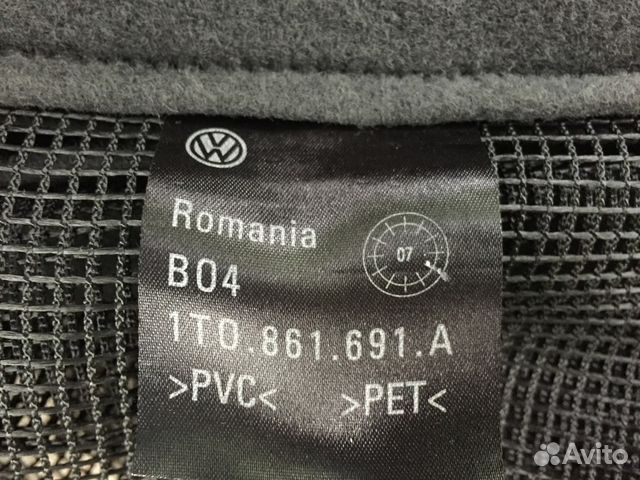 Romania
07
B04
1T0.861.691.A
>PVC< >PET<
Avito